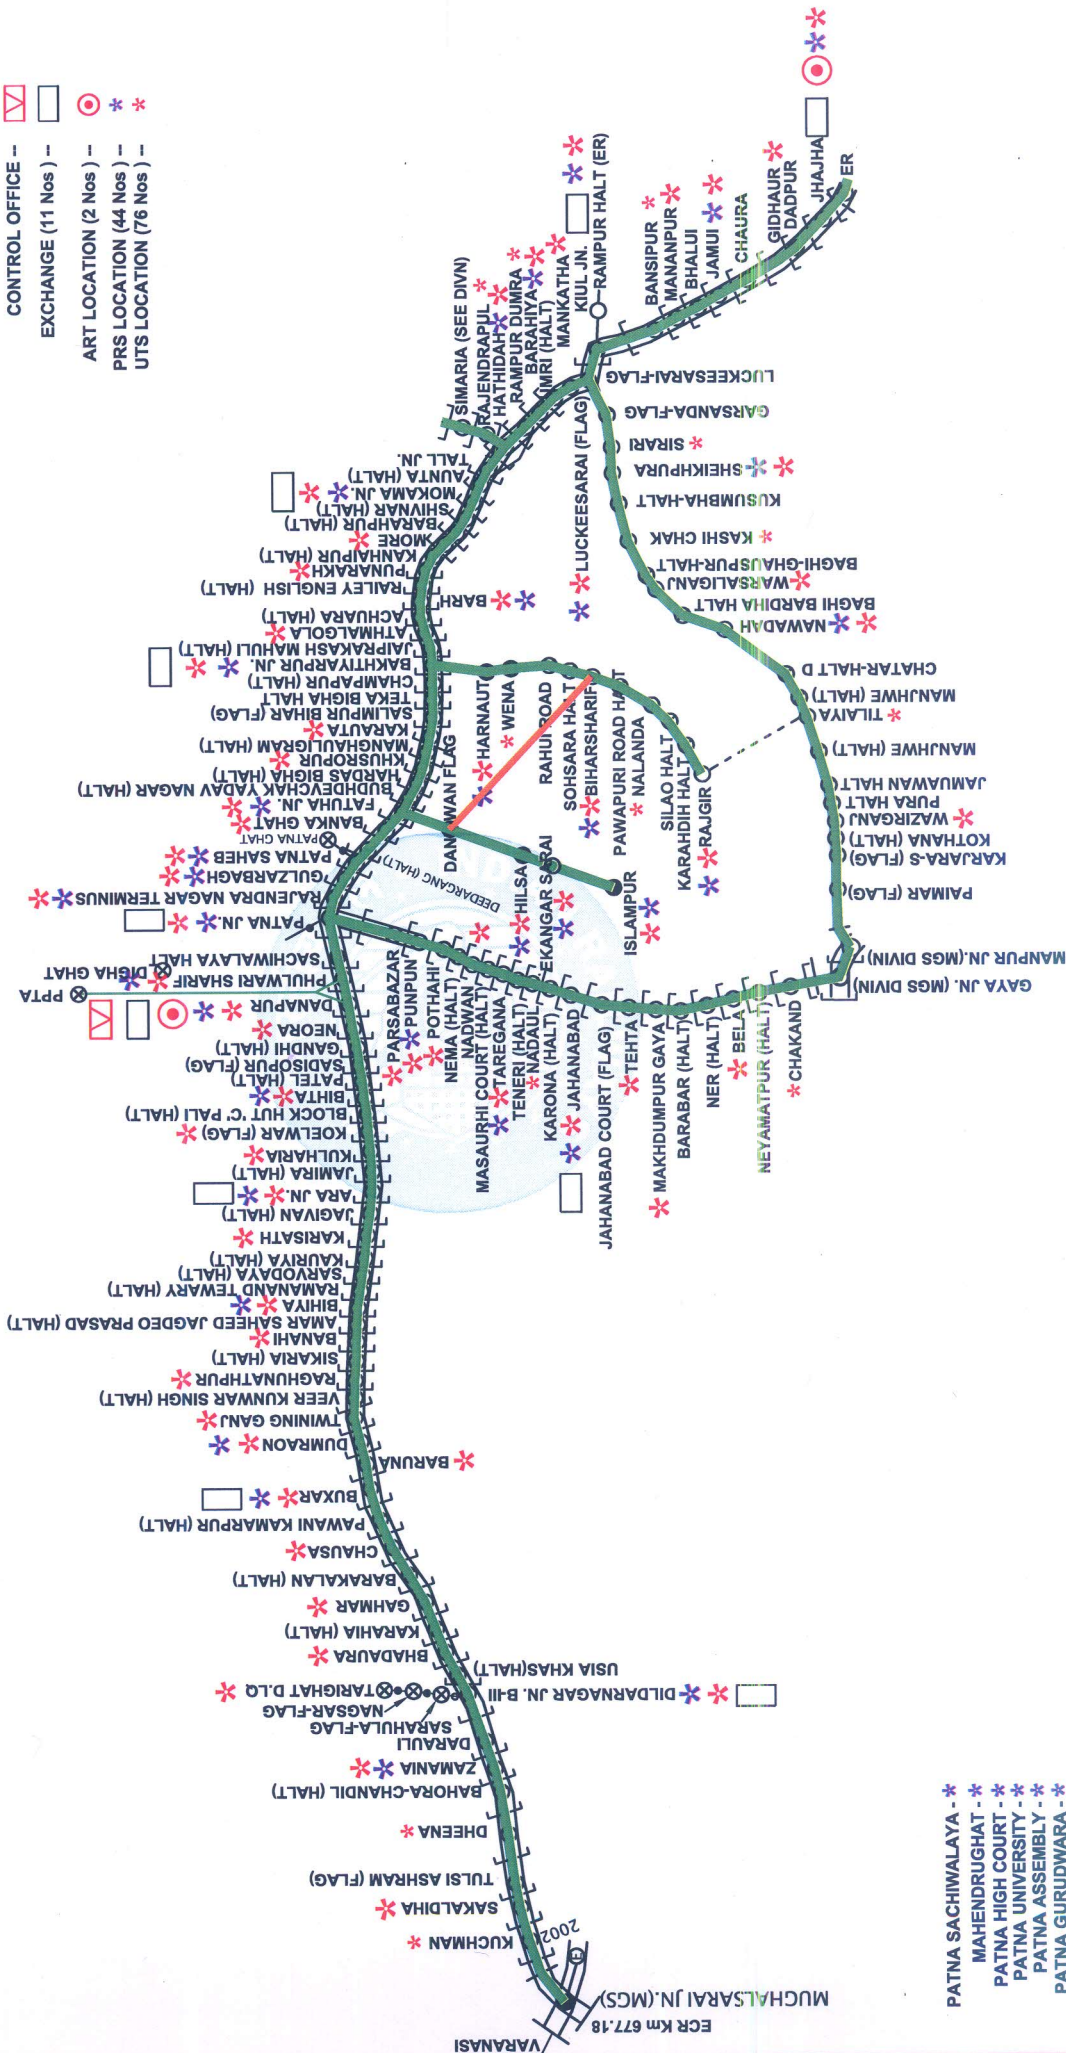 CONTROL OFFICE --
EXCHANGE (11 Nos ) --
ART LOCATION (2 Nos ) --
PRS LOCATION (44 Nos ) --
UTS LOCATION (76 Nos ) --
VARANASI
ECR Km 677.18
MUGHALSARAI JN.(MGS)
2002
KUCHMAN
SAKALDIHA
TULSI ASHRAM (FLAG)
DHEENA
BAHORA-CHANDIL (HALT)
ZAMANIA
DARAULI
SARAHULA-FLAG
NAGSAR-FLAG
TARIGHAT D.LQ
DILDARNAGAR JN. B-III
USIA KHAS(HALT)
BHADAURA
KARAHIA (HALT)
GAHMAR
BARAKALAN (HALT)
CHAUSA
PAWANI KAMARPUR (HALT)
BUXAR
BARUNA
DUMRAON
TWINING GANJ
VEER KUNWAR SINGH (HALT)
RAGHUNATHPUR
SIKARIA (HALT)
BANAHI
AMAR SAHEED JAGDEO PRASAD (HALT)
BIHIYA
RAMANAND TEWARY (HALT)
SARVODAYA (HALT)
KAURIYA (HALT)
KARISATH
JAGIVAN (HALT)
ARA JN.
JAMIRA (HALT)
KULHARIA
KOELWAR (FLAG)
BLOCK HUT 'C' PALI (HALT)
BIHTA
PATEL (HALT)
SADISOPUR (FLAG)
GANDHI (HALT)
NEORA
DANAPUR
PPTA
PHULWARI SHARIF
DIGHA GHAT
SACHIWALAYA HALT
PATNA JN.
RAJENDRA NAGAR TERMINUS
GULZARBAGH
PATNA SAHEB
PATNA GHAT
DEEDARGANG (HALT)
BANKA GHAT
FATUHA JN.
BUDHDEVCHAK YADAV NAGAR (HALT)
HARDAS BIGHA (HALT)
KHUSROPUR
MANGHAULIGRAM (HALT)
KARAUTA
SALIMPUR BIHAR (FLAG)
TEKA BIGHA HALT
CHAMPAPUR (HALT)
BAKHTIYARPUR JN.
JAIPRAKASH MAHULI (HALT)
ATHMALGOLA
ACHUARA (HALT)
BARH
RAILEY ENGLISH (HALT)
PUNARAKH
KANHAIPUR (HALT)
MORE
BARAHPUR (HALT)
SHIVNAR (HALT)
MOKAMA JN.
AUNTA (HALT)
TALL JN.
SIMARIA (SEE DIVN)
RAJENDRAPUL
HATHIDAH
RAMPUR DUMRA
BARAHIYA
(HALT)
MANKATHA
KIUL JN.
RAMPUR HALT (ER)
BANSIPUR
MANANPUR
BHALUI
JAMUI
CHAURA
GIDHAUR
DADPUR
JHAJHA
ER
LUCKEESARAI (FLAG)
LUCKEESARAI-FLAG
GARSANDA-FLAG
SIRARI
SHEIKHPURA
KUSUMBHA-HALT
KASHI CHAK
BAGHI-GHAUSPUR-HALT
WARSALIGANJ
BAGHI BARDIHA HALT
NAWADAH
CHATAR-HALT D
MANJHWE (HALT)
TILAIYA
MANJHWE (HALT)
JAMUAWAN HALT
PURA HALT
WAZIRGANJ
KOTHANA (HALT)
KARJARA-S (FLAG)
PAIMAR (FLAG)
MANPUR JN.(MGS DIVIN)
GAYA JN. (MGS DIVIN)
HARNAUT
WENA
RAHUI ROAD
SOHSARA HALT
BIHARSHARIF
PAWAPURI ROAD HALT
NALANDA
SILAO HALT
KARAHDIH HALT
RAJGIR
FLAG
HILSA
EKANGAR SARAI
ISLAMPUR
PARSABAZAR
PUNPUN
POTHAHI
NEMA (HALT)
NADWAN
MASAURHI COURT (HALT)
TAREGANA
TENERI (HALT)
NADAUL
KARONA (HALT)
JAHANABAD
JAHANABAD COURT (FLAG)
TEHTA
MAKHDUMPUR GAYA
BARABAR (HALT)
NER (HALT)
BELA
NEYAMATPUR (HALT)
CHAKAND
PATNA SACHIWALAYA - *
MAHENDRUGHAT - *
PATNA HIGH COURT - *
PATNA UNIVERSITY - *
PATNA ASSEMBLY - *
PATNA GURUDWARA - *